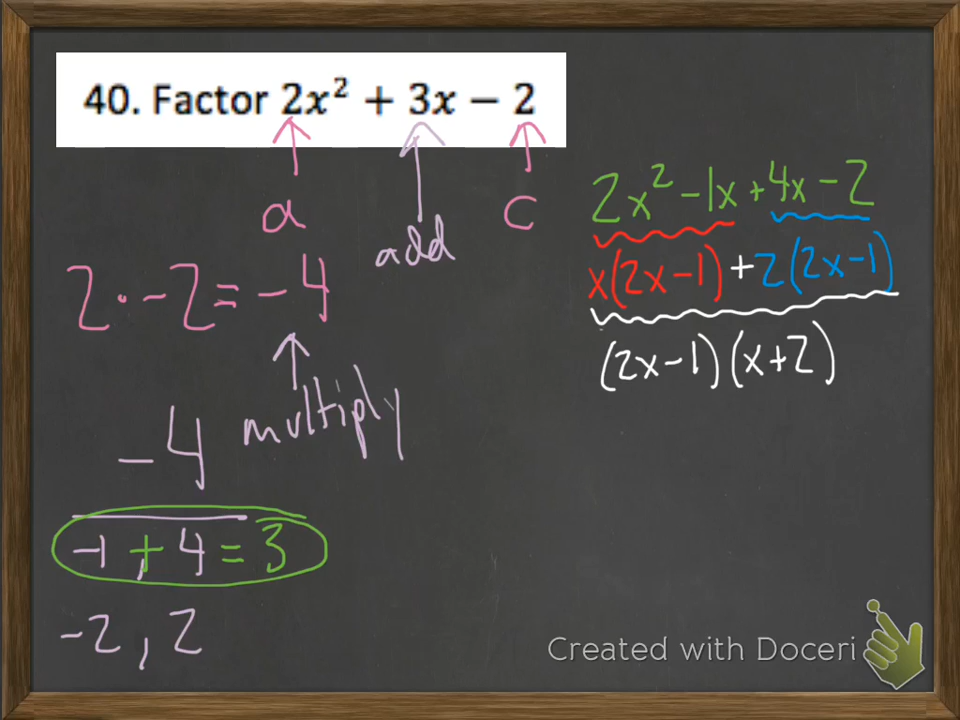 40. Factor 2x² + 3x − 2
a
add
c
2 · −2 = −4
multiply
−4
−1 + , 4 = 3
−2 , 2
2x² − 1x + 4x − 2
x(2x − 1) + 2(2x − 1)
(2x − 1)(x + 2)
Created with Doceri